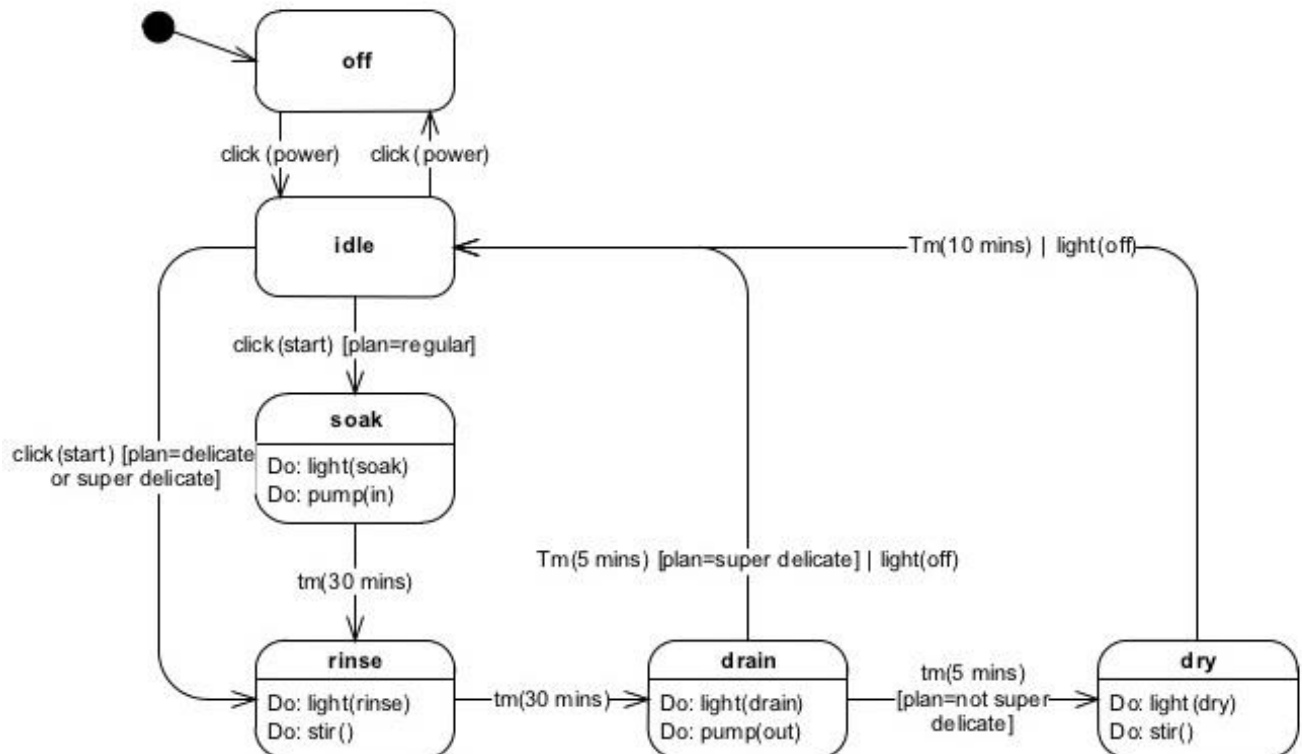 off
click (power)
click (power)
idle
Tm(10 mins) | light(off)
click (start) [plan=regular]
soak
Do: light(soak)
Do: pump(in)
click (start) [plan=delicate
or super delicate]
tm(30 mins)
Tm(5 mins) [plan=super delicate] | light(off)
rinse
Do: light(rinse)
Do: stir()
tm(30 mins)
drain
Do: light(drain)
Do: pump(out)
tm(5 mins)
[plan=not super
delicate]
dry
Do: light (dry)
Do: stir()